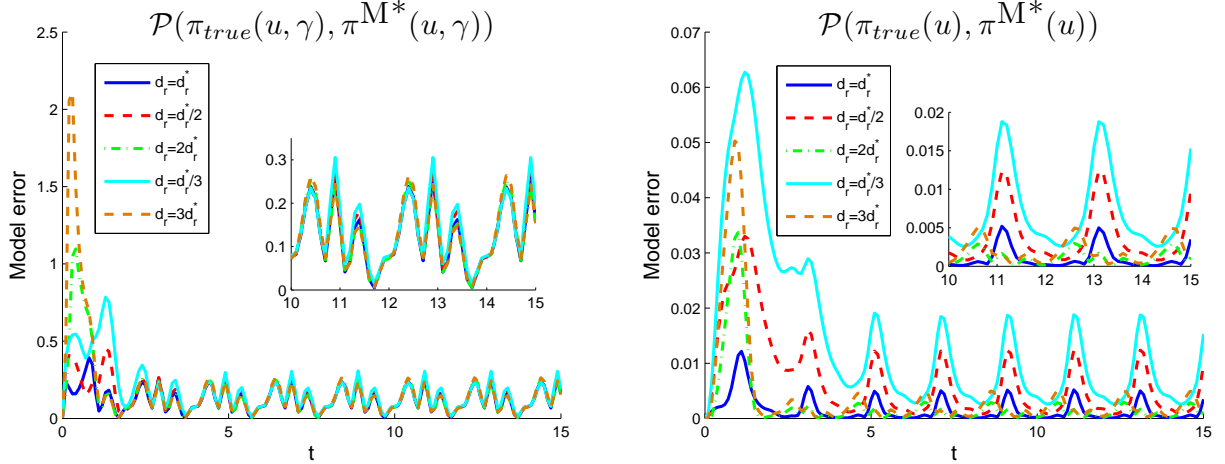 𝒫(π_true(u, γ), π^M*(u, γ))
2.5
2
1.5
1
0.5
0
0 5 10 15
Model error
t
d_r=d_r^*
d_r=d_r^*/2
d_r=2d_r^*
d_r=d_r^*/3
d_r=3d_r^*
0.3
0.2
0.1
0
10 11 12 13 14 15
𝒫(π_true(u), π^M*(u))
0.07
0.06
0.05
0.04
0.03
0.02
0.01
0
0 5 10 15
Model error
t
d_r=d_r^*
d_r=d_r^*/2
d_r=2d_r^*
d_r=d_r^*/3
d_r=3d_r^*
0.020
0.015
0.010
0.005
0
10 11 12 13 14 15